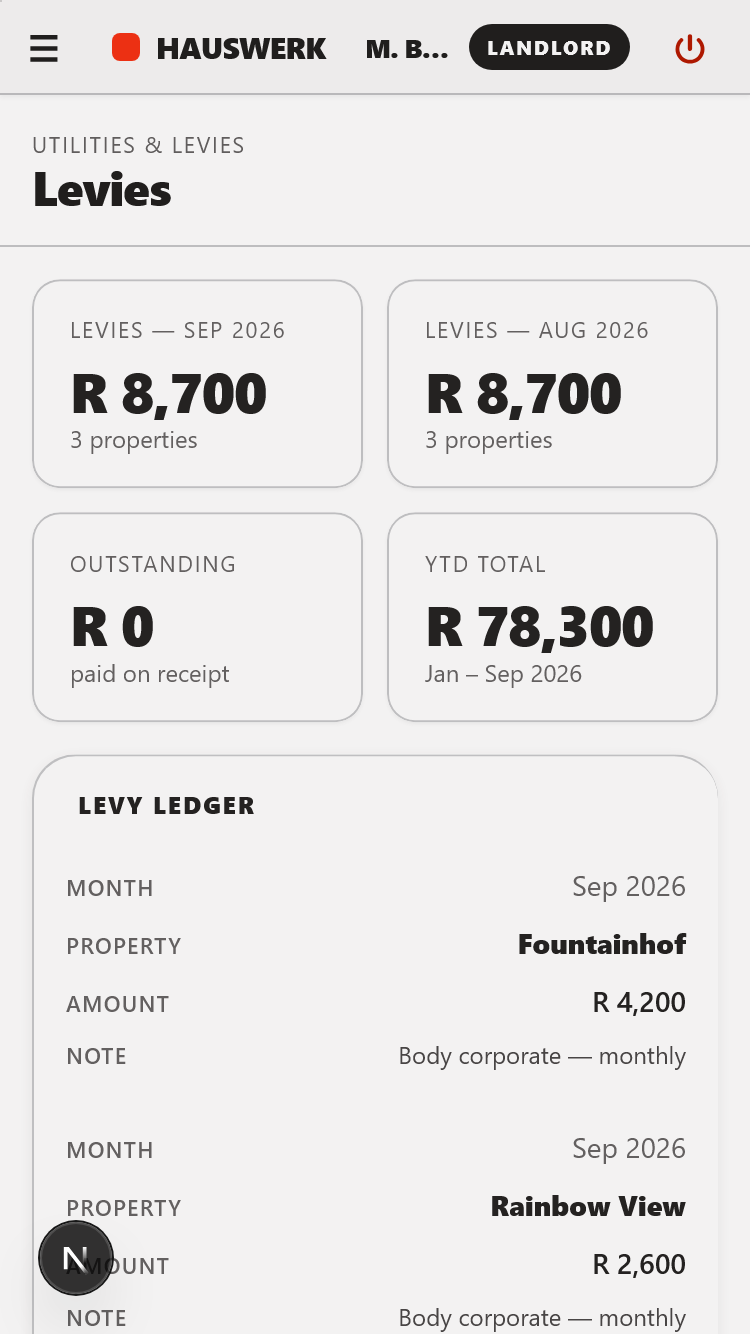 HAUSWERK M. B... LANDLORD
UTILITIES & LEVIES
Levies
LEVIES — SEP 2026
R 8,700
3 properties
LEVIES — AUG 2026
R 8,700
3 properties
OUTSTANDING
R 0
paid on receipt
YTD TOTAL
R 78,300
Jan – Sep 2026
LEVY LEDGER
MONTH Sep 2026
PROPERTY Fountainhof
AMOUNT R 4,200
NOTE Body corporate — monthly
MONTH Sep 2026
PROPERTY Rainbow View
AMOUNT R 2,600
N
NOTE Body corporate — monthly